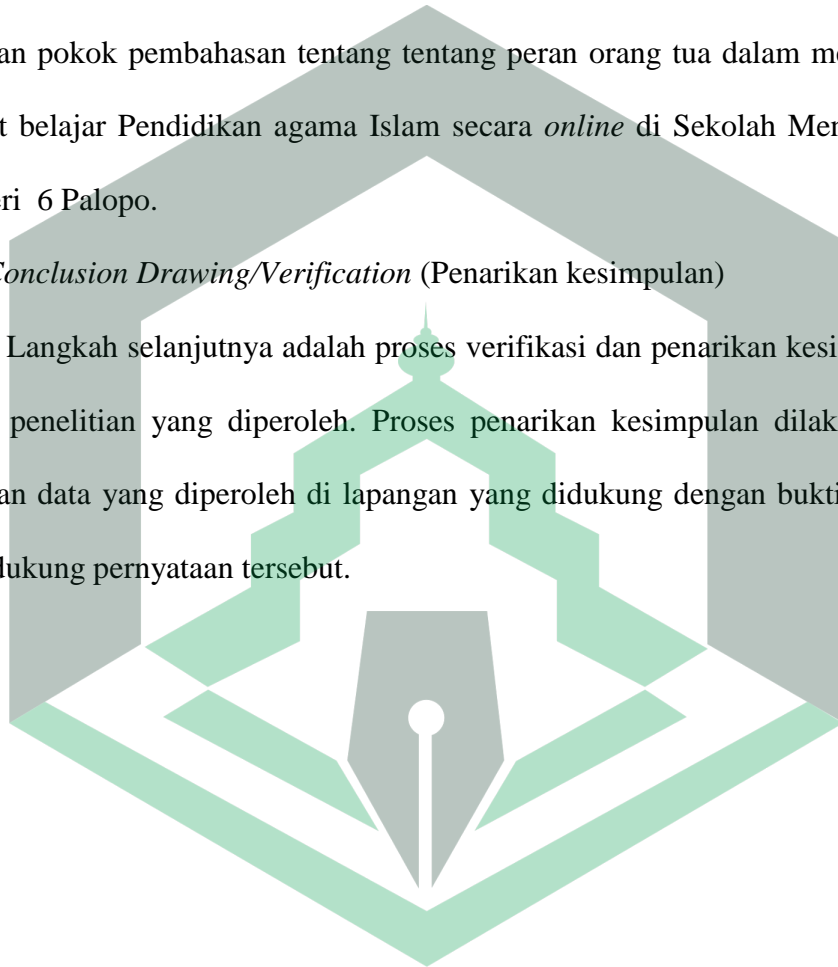 an pokok pembahasan tentang tentang peran orang tua dalam me
t belajar Pendidikan agama Islam secara online di Sekolah Mer
ri 6 Palopo.
Conclusion Drawing/Verification (Penarikan kesimpulan)
Langkah selanjutnya adalah proses verifikasi dan penarikan kesi
penelitian yang diperoleh. Proses penarikan kesimpulan dilak
an data yang diperoleh di lapangan yang didukung dengan bukti
dukung pernyataan tersebut.